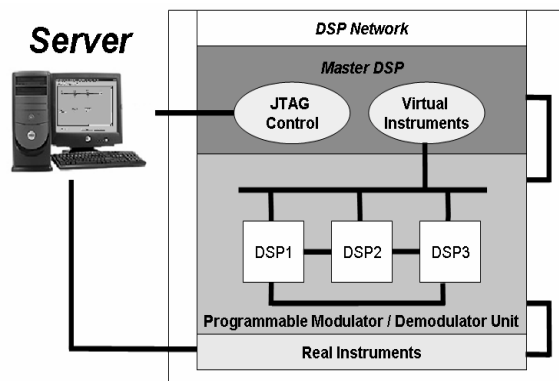 Server
DSP Network
Master DSP
JTAG
Control
Virtual
Instruments
DSP1
DSP2
DSP3
Programmable Modulator / Demodulator Unit
Real Instruments